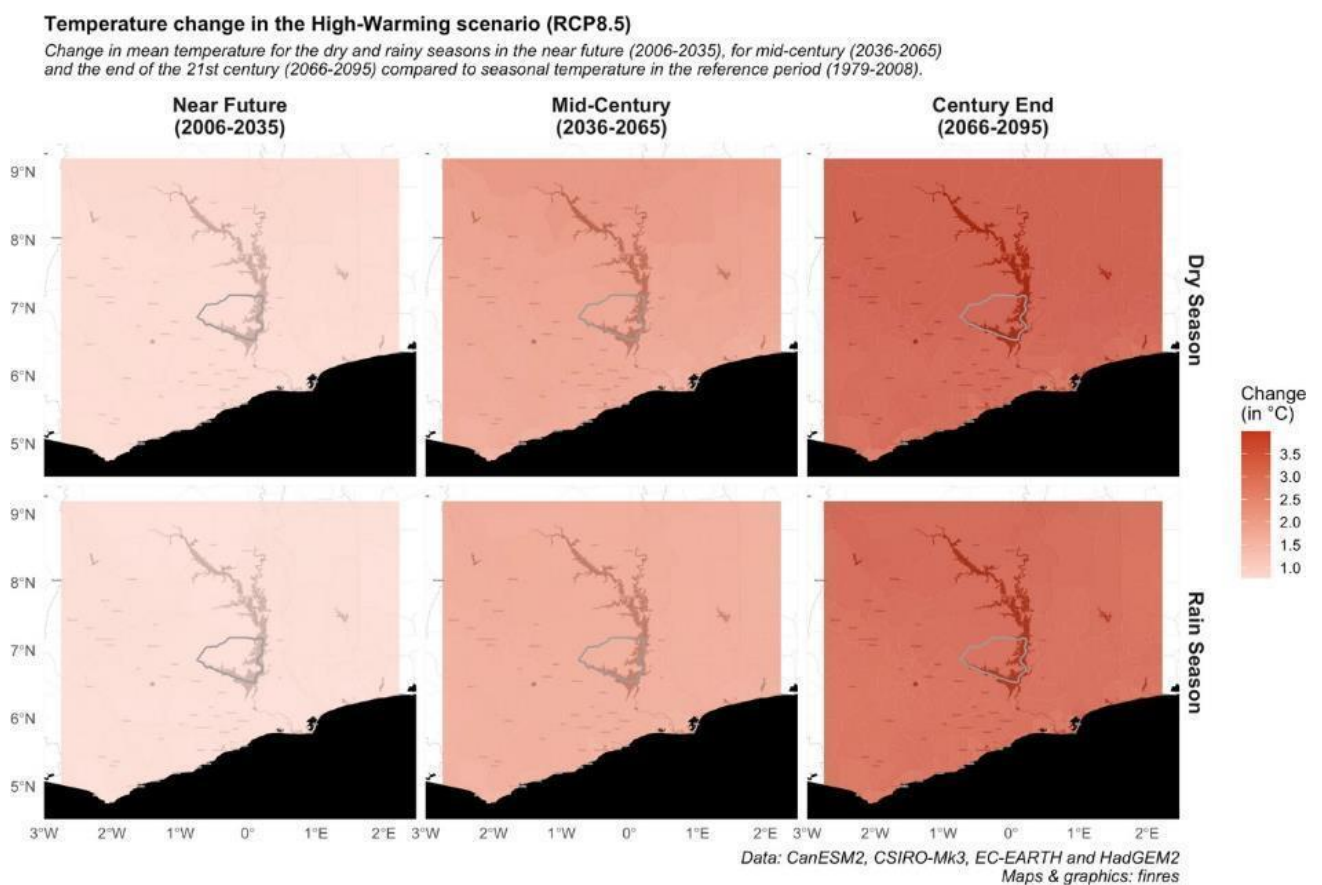 Temperature change in the High-Warming scenario (RCP8.5)
Change in mean temperature for the dry and rainy seasons in the near future (2006-2035), for mid-century (2036-2065)
and the end of the 21st century (2066-2095) compared to seasonal temperature in the reference period (1979-2008).
Near Future
(2006-2035)
Mid-Century
(2036-2065)
Century End
(2066-2095)
9°N
8°N
7°N
6°N
5°N
Dry Season
9°N
8°N
7°N
6°N
5°N
Rain Season
3°W 2°W 1°W 0° 1°E 2°E 3°W 2°W 1°W 0° 1°E 2°E 3°W 2°W 1°W 0° 1°E 2°E
Change
(in °C)
3.5
3.0
2.5
2.0
1.5
1.0
Data: CanESM2, CSIRO-Mk3, EC-EARTH and HadGEM2
Maps & graphics: finres